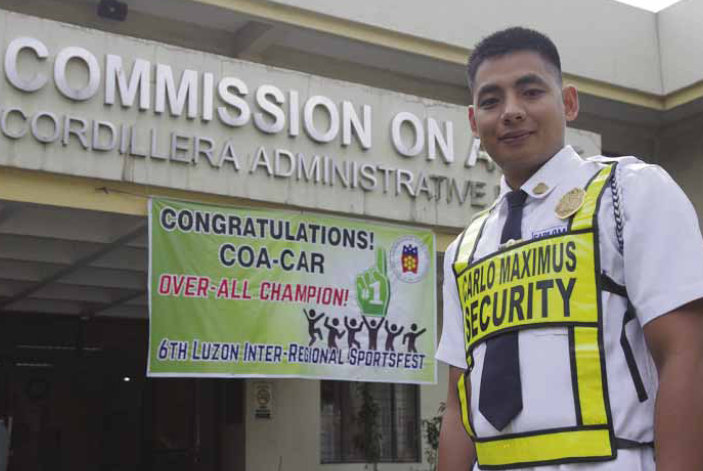 COMMISSION ON
CORDILLERA ADMINISTRATIVE
CONGRATULATIONS!
COA-CAR
OVER-ALL CHAMPION!
#1
6TH LUZON INTER-REGIONAL SPORTSFEST
CARLO MAXIMUS
SECURITY